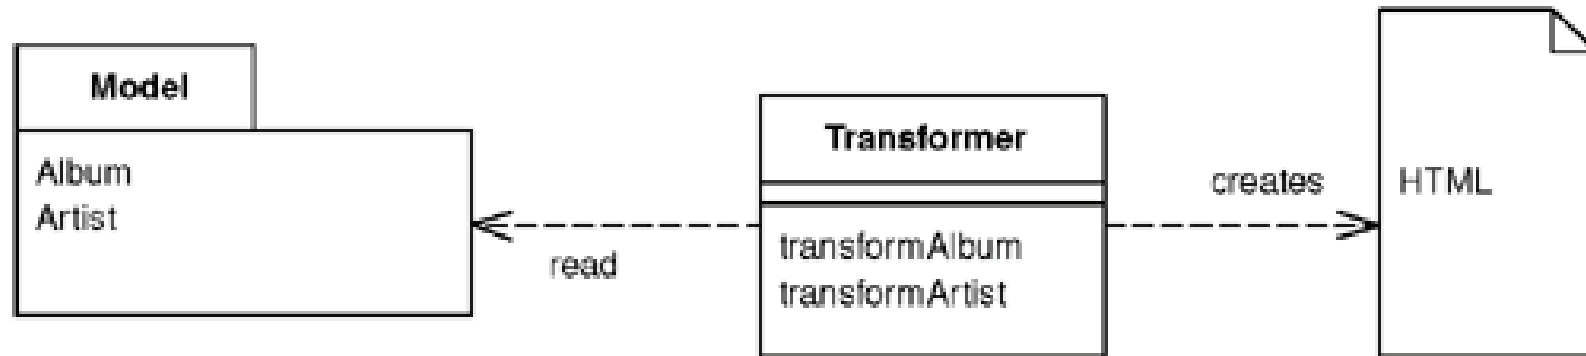 Model
Album
Artist
read
Transformer
transformAlbum
transformArtist
creates
HTML